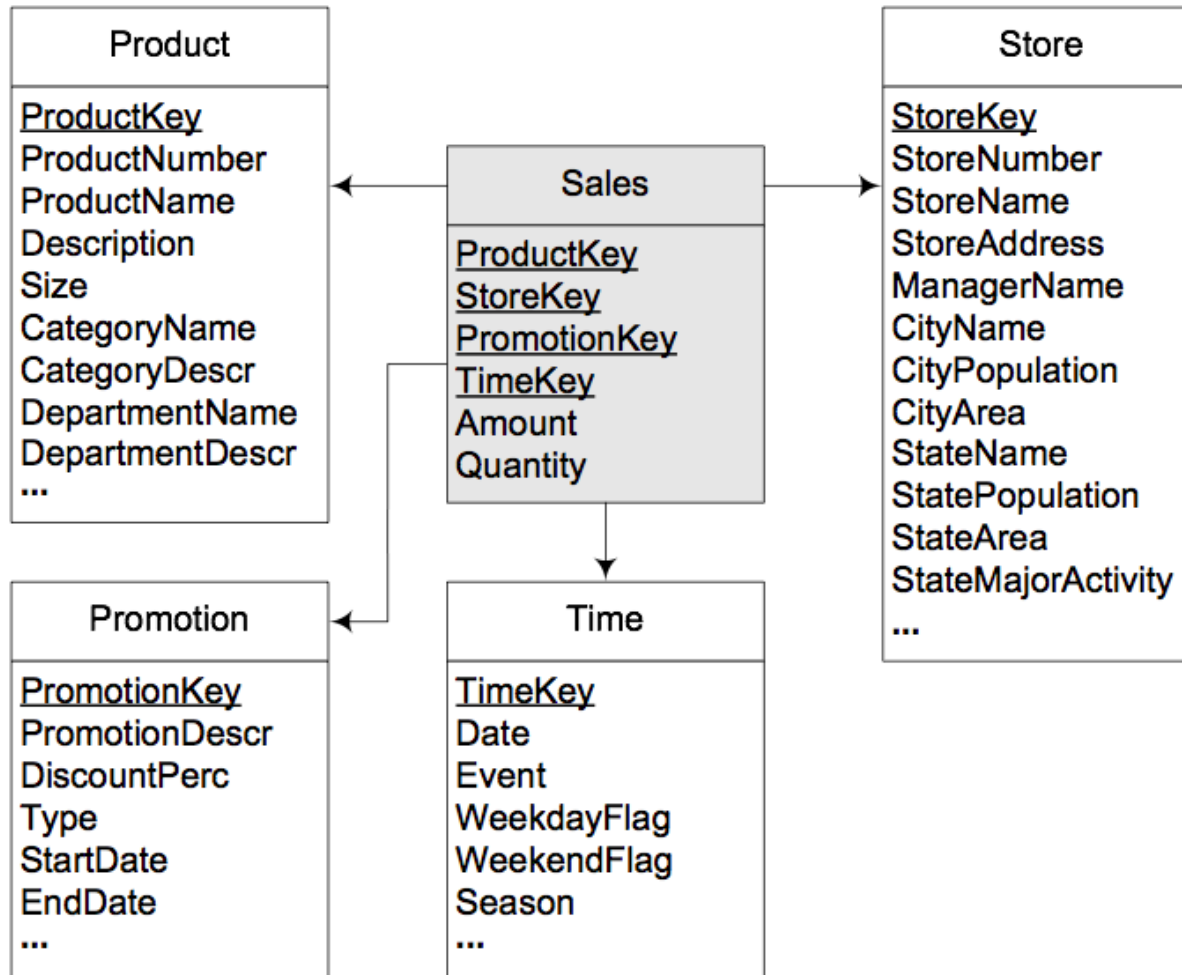 Product
ProductKey
ProductNumber
ProductName
Description
Size
CategoryName
CategoryDescr
DepartmentName
DepartmentDescr
...
Sales
ProductKey
StoreKey
PromotionKey
TimeKey
Amount
Quantity
Store
StoreKey
StoreNumber
StoreName
StoreAddress
ManagerName
CityName
CityPopulation
CityArea
StateName
StatePopulation
StateArea
StateMajorActivity
...
Promotion
PromotionKey
PromotionDescr
DiscountPerc
Type
StartDate
EndDate
...
Time
TimeKey
Date
Event
WeekdayFlag
WeekendFlag
Season
...